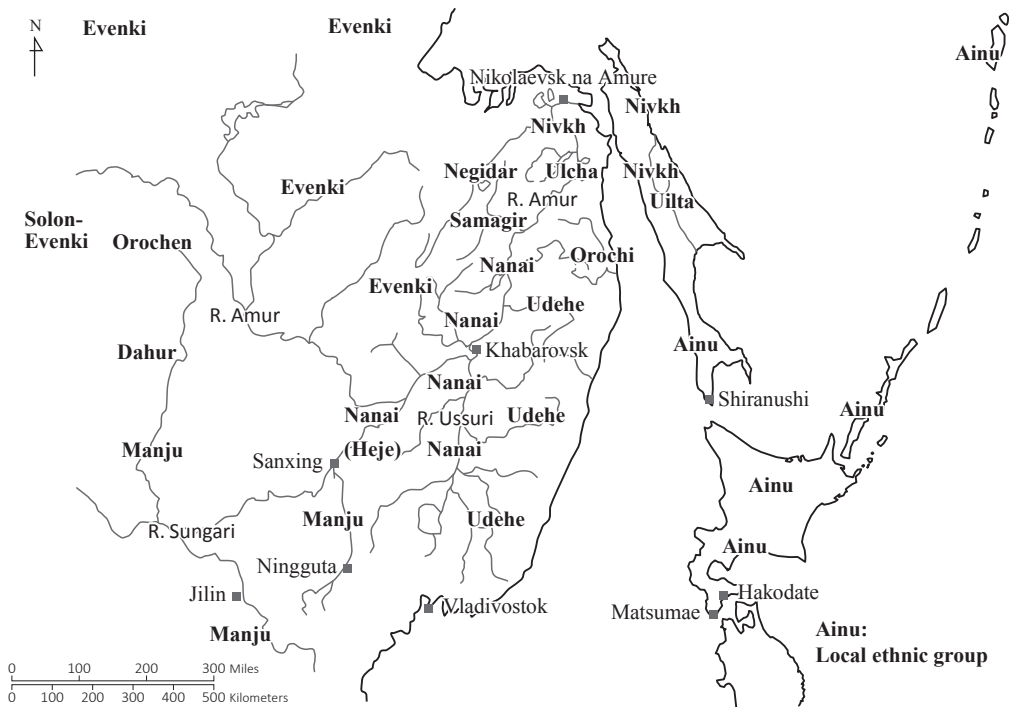 N
Evenki
Evenki
Ainu
Nikolaevsk na Amure
Nivkh
Nivkh
Negidar
Ulcha
Nivkh
Evenki
R. Amur
Uilta
Solon-
Evenki
Orochen
Samagir
Orochi
Nanai
Evenki
Udehe
R. Amur
Nanai
Dahur
Khabarovsk
Ainu
Nanai
Shiranushi
Nanai
(Heje)
R. Ussuri
Udehe
Ainu
Manju
Nanai
Sanxing
Ainu
Manju
Udehe
R. Sungari
Ainu
Ningguta
Jilin
Vladivostok
Hakodate
Matsumae
Manju
Ainu:
Local ethnic group
0 100 200 300 Miles
0 100 200 300 400 500 Kilometers